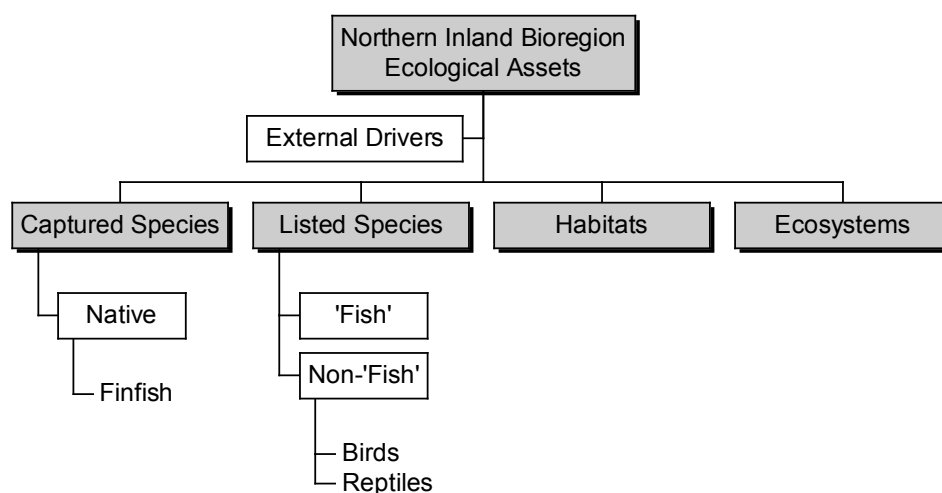 Northern Inland Bioregion
Ecological Assets
External Drivers
Captured Species
Listed Species
Habitats
Ecosystems
Native
'Fish'
Non-'Fish'
Finfish
Birds
Reptiles